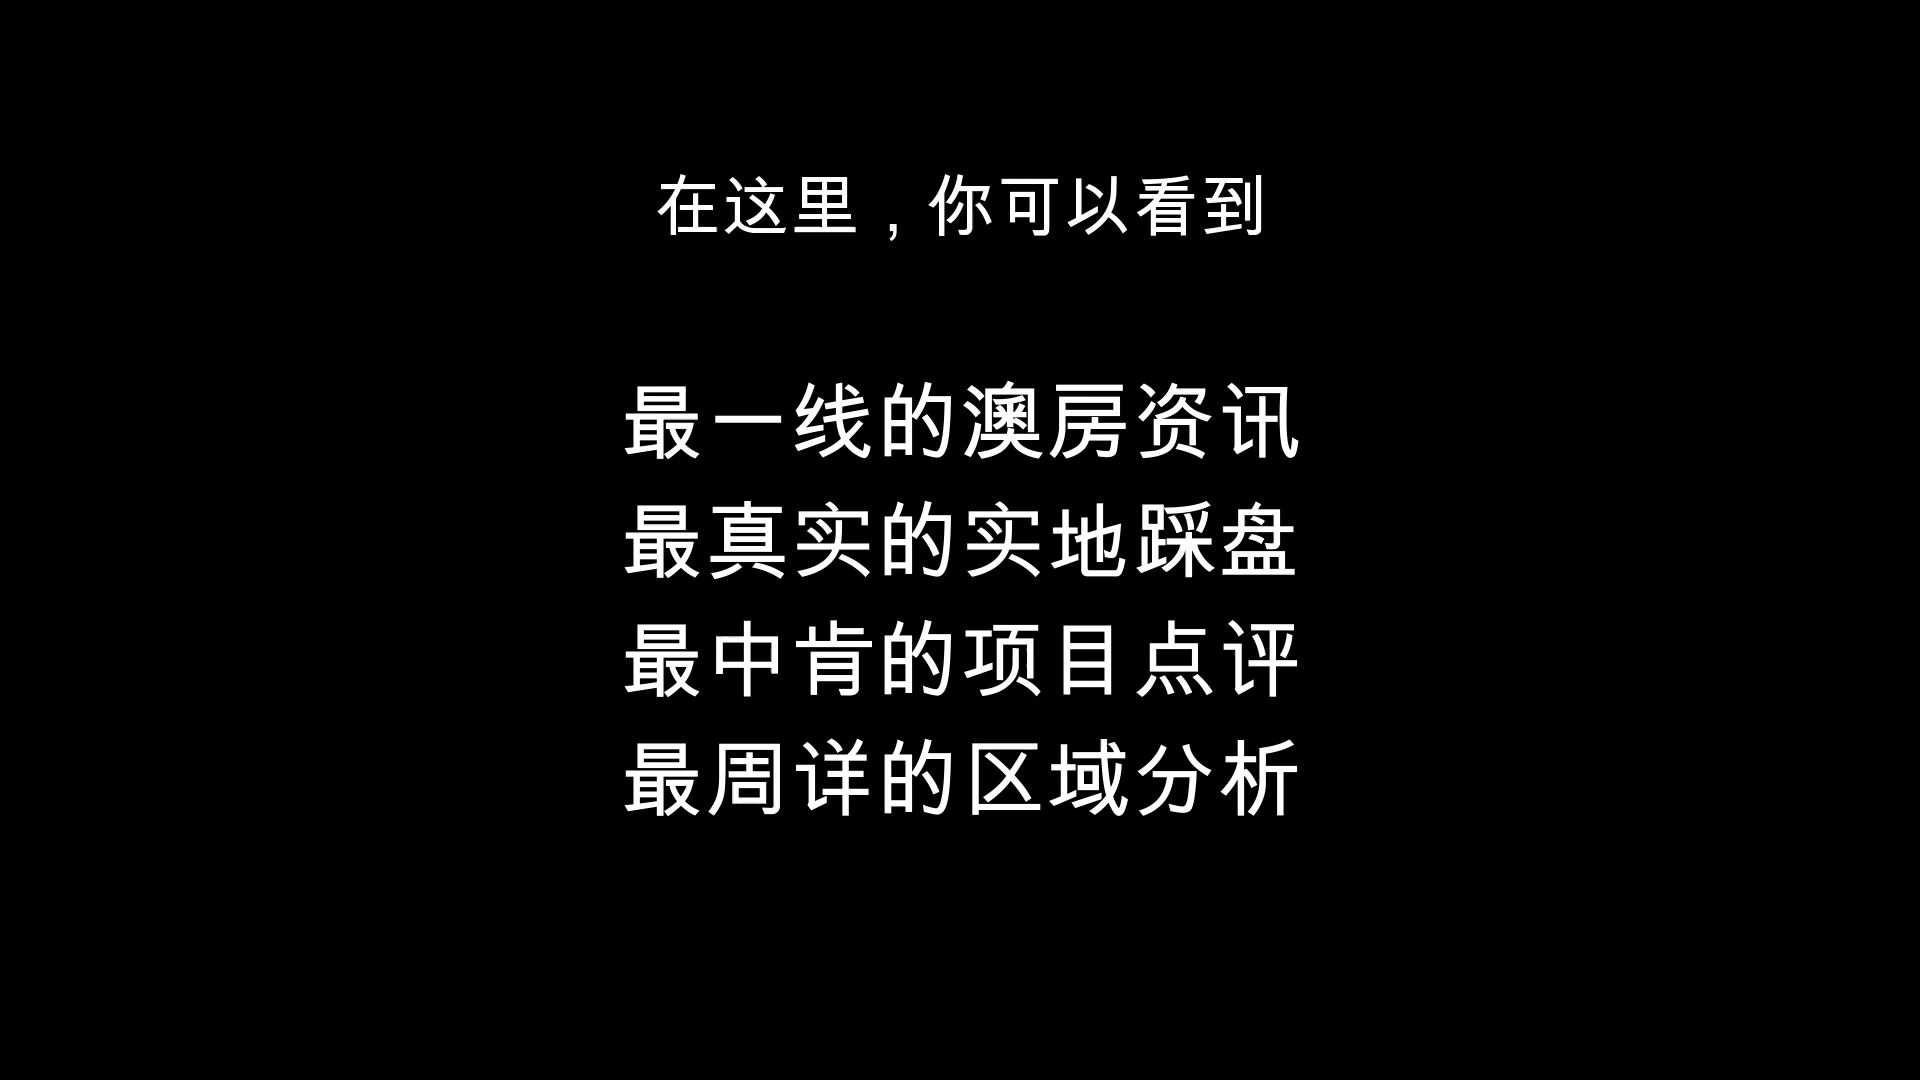 在这里，你可以看到
最一线的澳房资讯
最真实的实地踩盘
最中肯的项目点评
最周详的区域分析